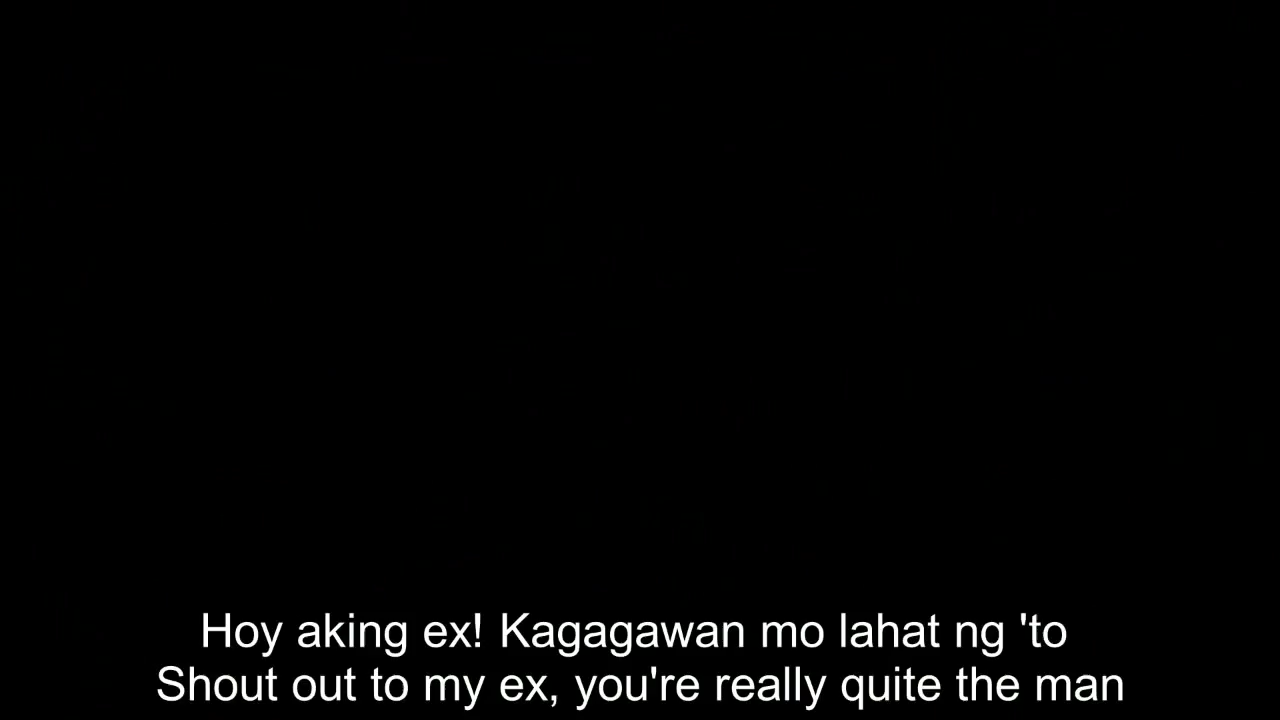 Hoy aking ex! Kagagawan mo lahat ng 'to
Shout out to my ex, you're really quite the man